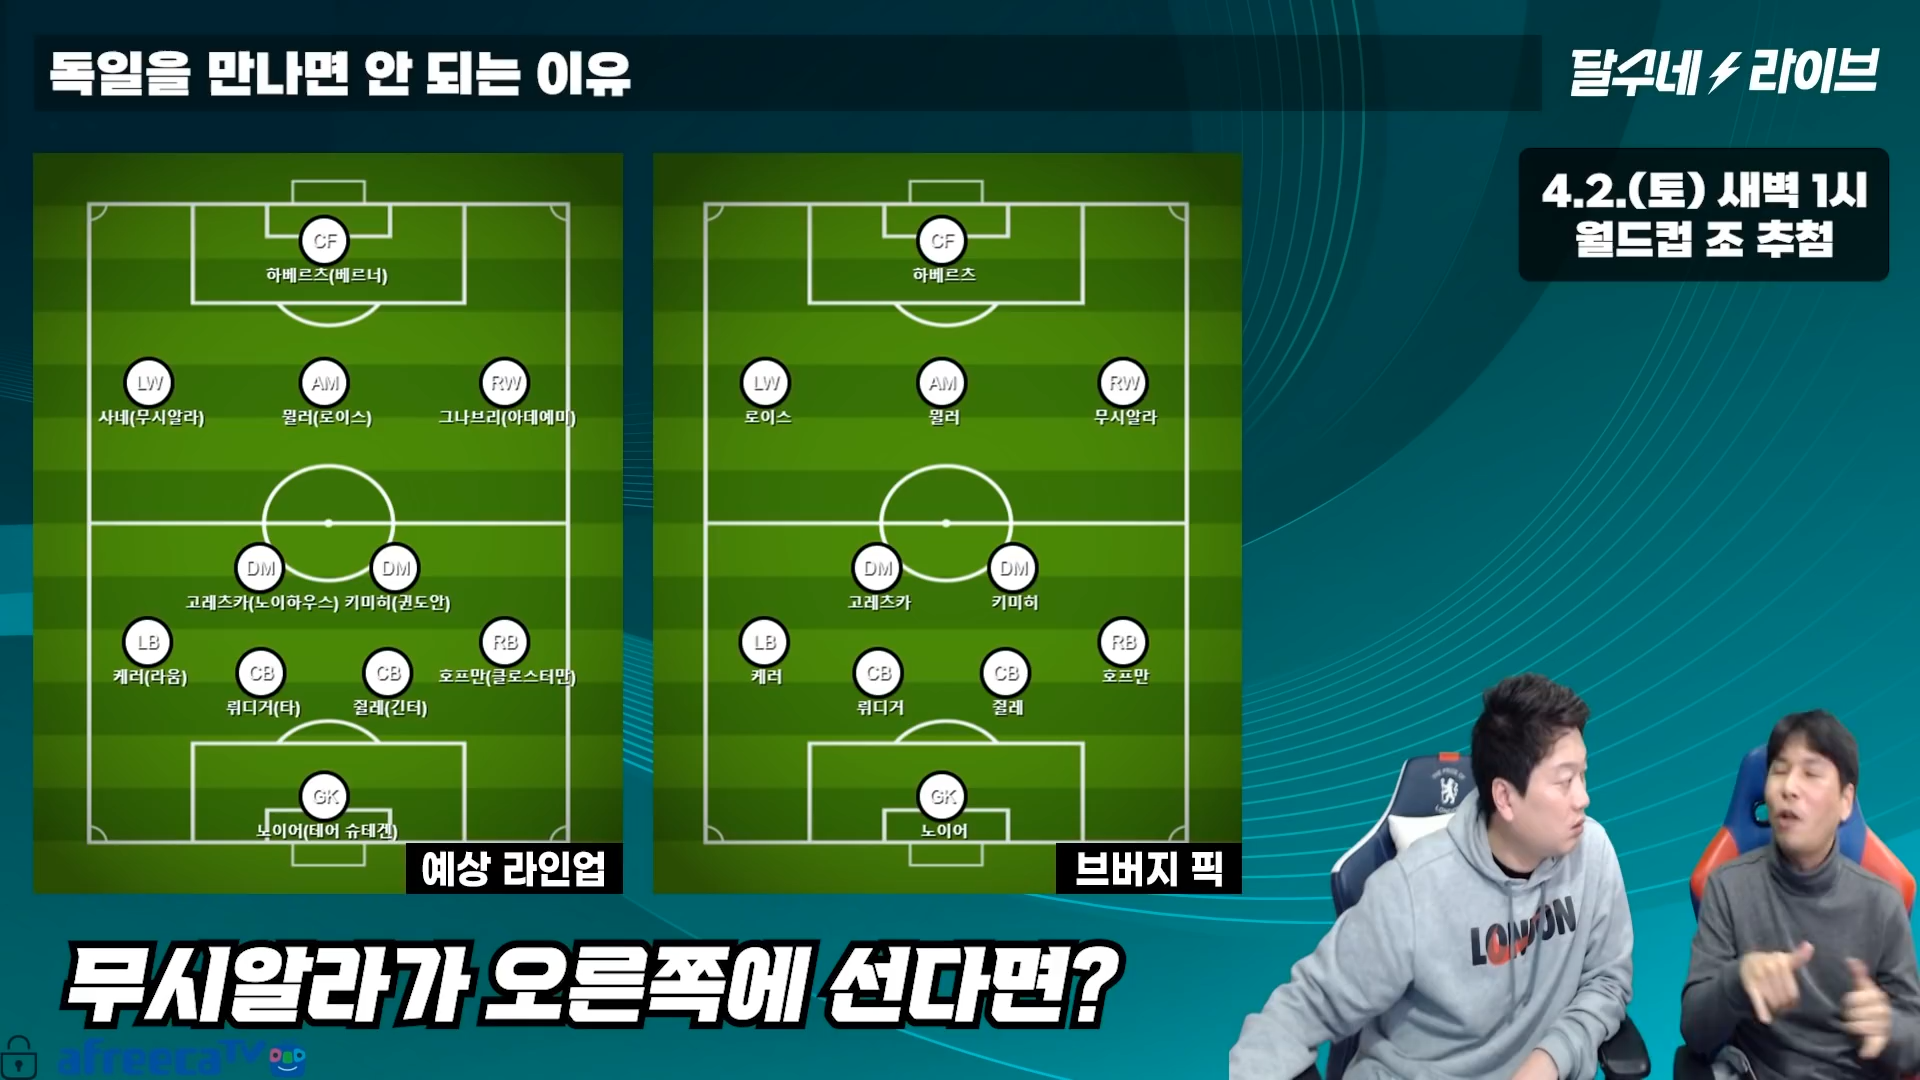 독일을 만나면 안 되는 이유
달수네 라이브
4.2.(토) 새벽 1시
월드컵 조 추첨
CF
하베르츠(베르너)
LW AM RW
사네(무시알라) 뮐러(로이스) 그나브리(아데예미)
DM DM
고레츠카(노이하우스) 키미히(귄도안)
LB RB
케러(라움) 호프만(클로스터만)
CB CB
뤼디거(타) 쥘레(긴터)
GK
노이어(테어 슈테겐)
예상 라인업
CF
하베르츠
LW AM RW
로이스 뮐러 무시알라
DM DM
고레츠카 키미히
LB RB
케러 호프만
CB CB
뤼디거 쥘레
GK
노이어
브버지 픽
LONDON
무시알라가 오른쪽에 선다면?
afreecaTV